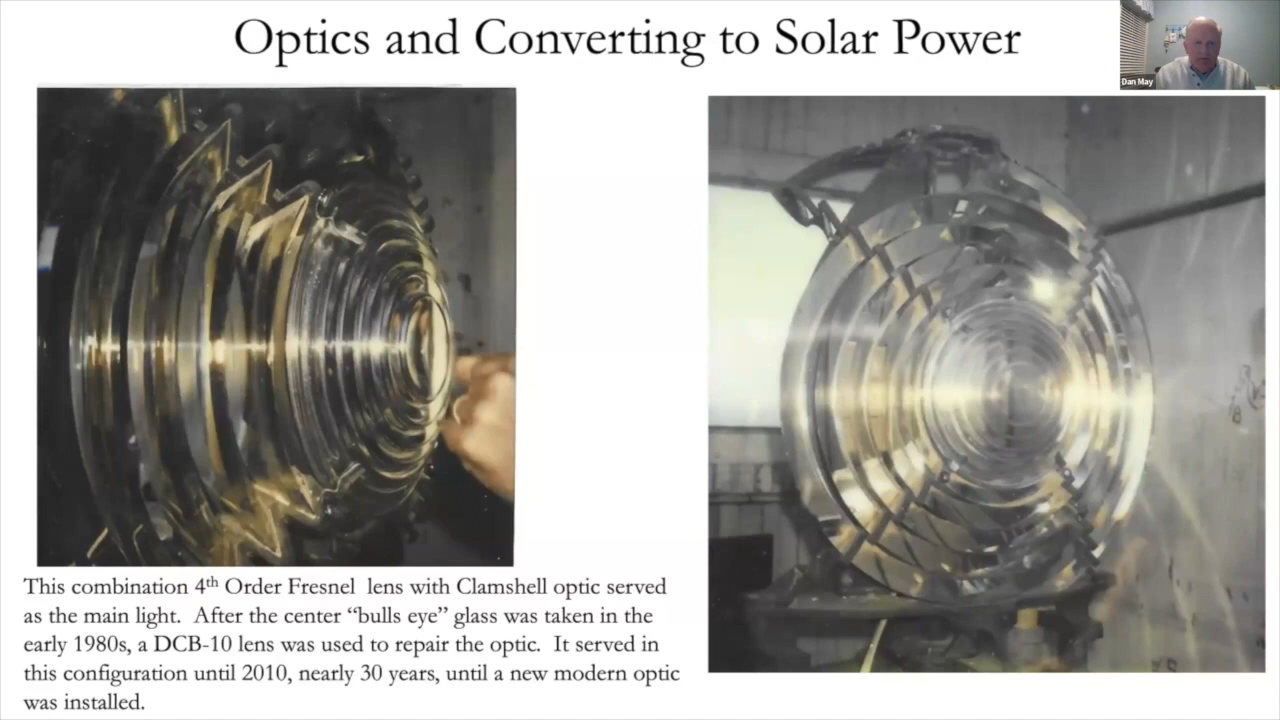 Optics and Converting to Solar Power
Dan May
This combination 4th Order Fresnel lens with Clamshell optic served
as the main light. After the center “bulls eye” glass was taken in the
early 1980s, a DCB-10 lens was used to repair the optic. It served in
this configuration until 2010, nearly 30 years, until a new modern optic
was installed.